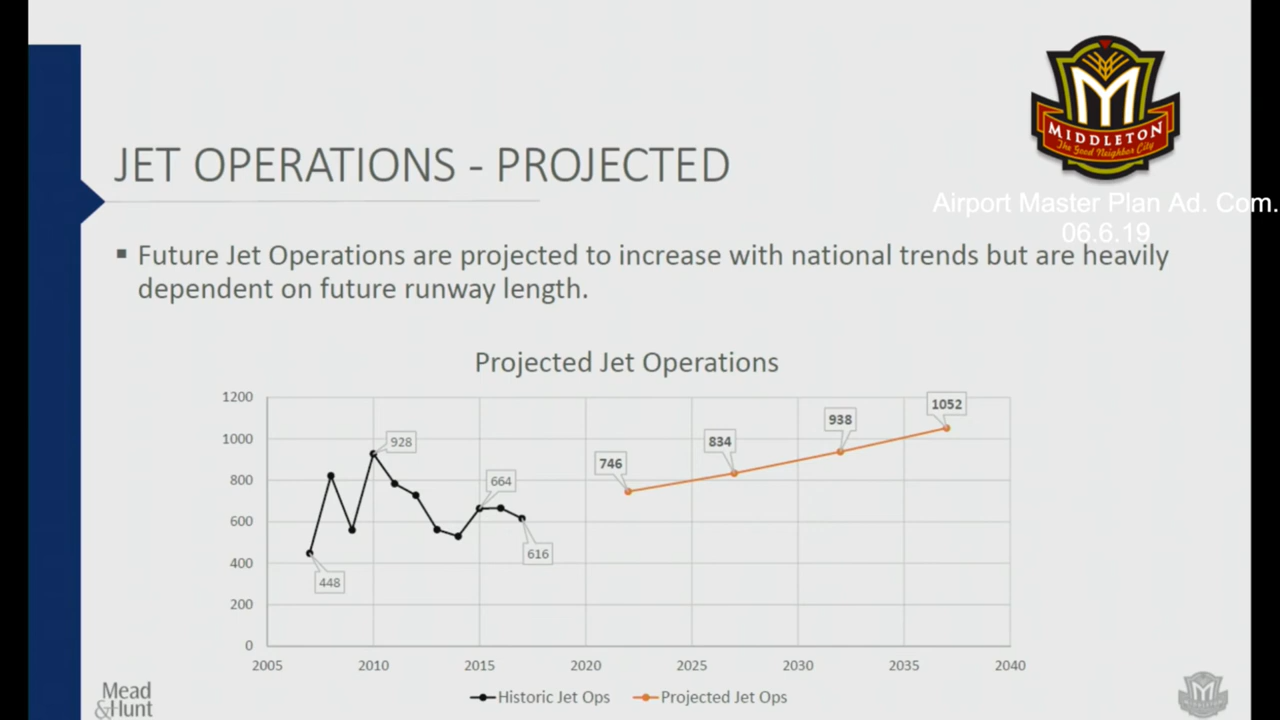 MIDDLETON
The Good Neighbor City
Airport Master Plan Ad. Com.
06.6.19
JET OPERATIONS - PROJECTED
▪ Future Jet Operations are projected to increase with national trends but are heavily
dependent on future runway length.
Projected Jet Operations
1200
1000
800
600
400
200
0
448
928
664
616
746
834
938
1052
2005 2010 2015 2020 2025 2030 2035 2040
Historic Jet Ops Projected Jet Ops
Mead
&Hunt
MIDDLETON